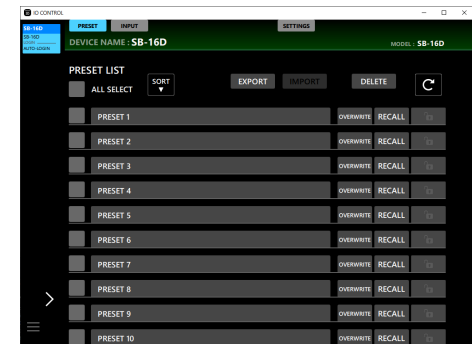 IO CONTROL
SB-16D
SB-16D
AUTO-LOGIN
PRESET INPUT SETTINGS
DEVICE NAME : SB-16D MODEL : SB-16D
PRESET LIST
ALL SELECT SORT EXPORT IMPORT DELETE
PRESET 1 OVERWRITE RECALL
PRESET 2 OVERWRITE RECALL
PRESET 3 OVERWRITE RECALL
PRESET 4 OVERWRITE RECALL
PRESET 5 OVERWRITE RECALL
PRESET 6 OVERWRITE RECALL
PRESET 7 OVERWRITE RECALL
PRESET 8 OVERWRITE RECALL
PRESET 9 OVERWRITE RECALL
PRESET 10 OVERWRITE RECALL